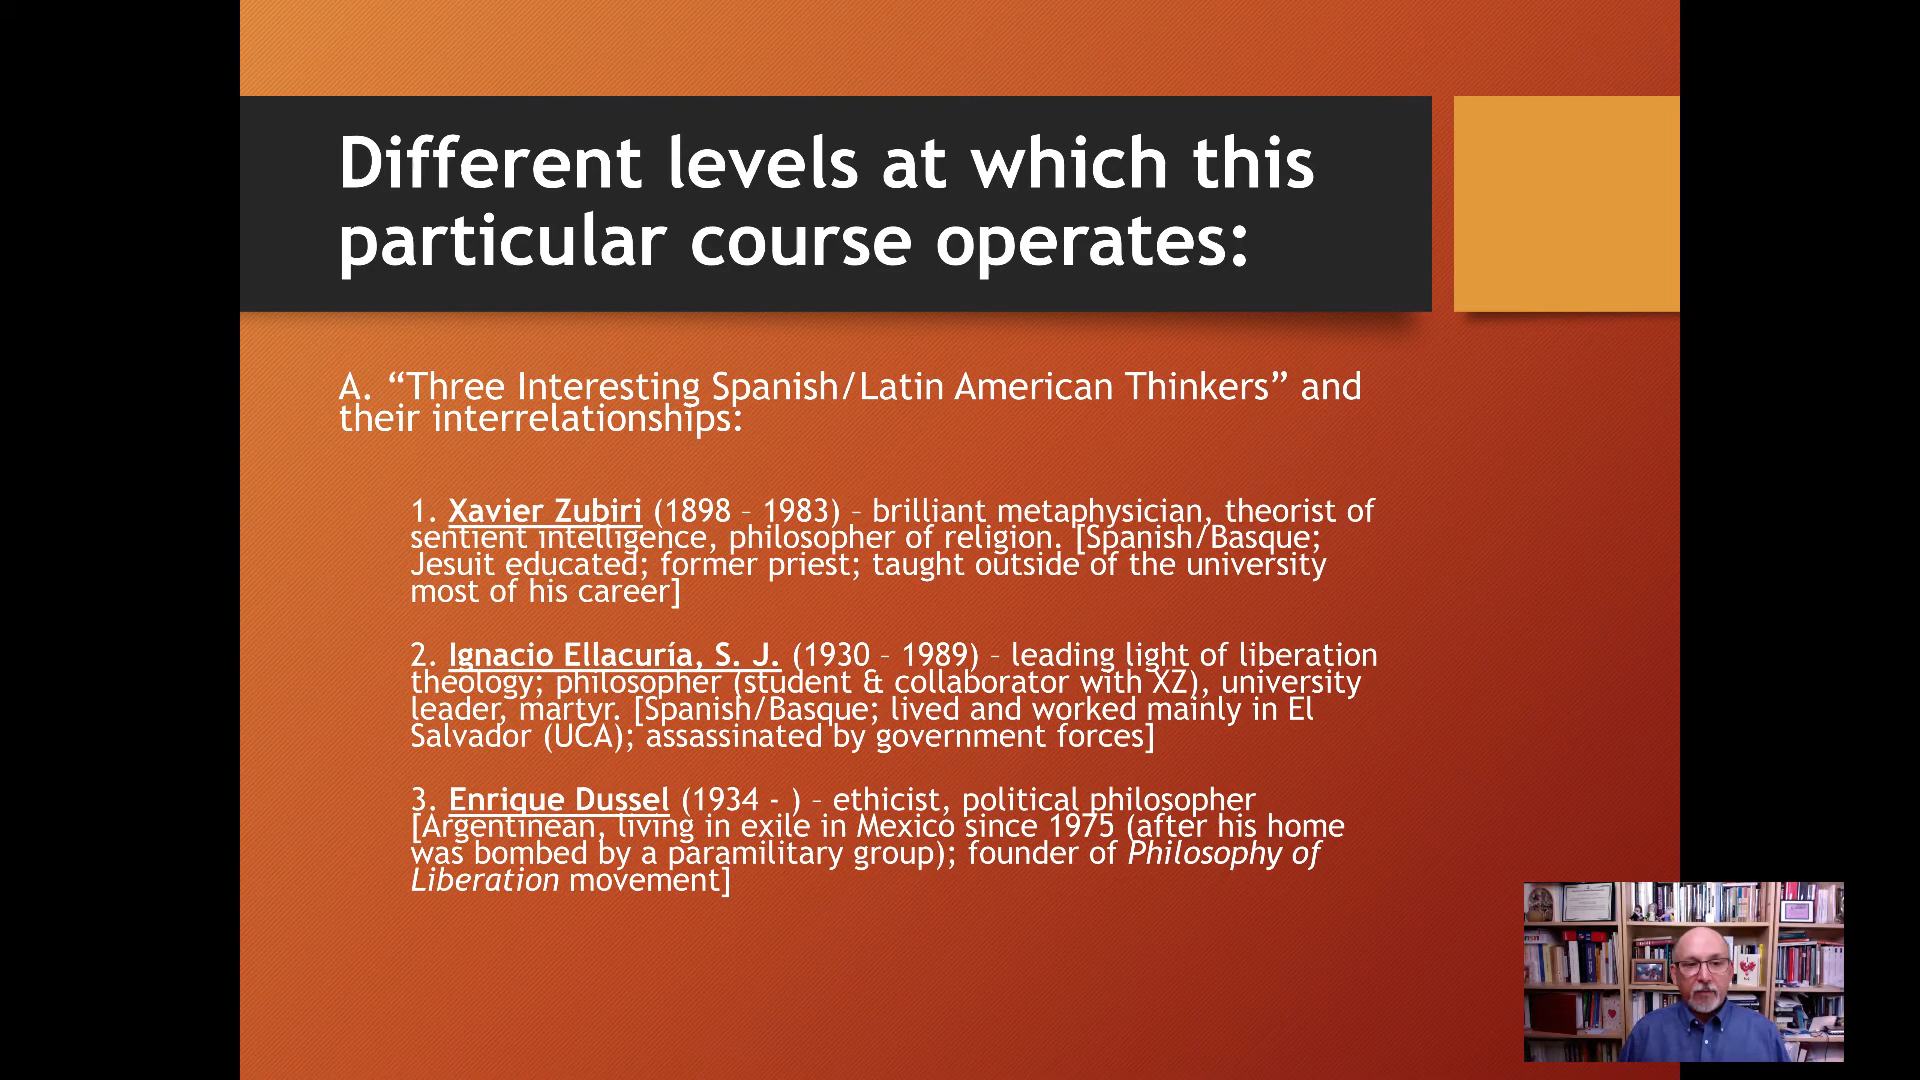 Different levels at which this
particular course operates:
A. “Three Interesting Spanish/Latin American Thinkers” and
their interrelationships:
1. Xavier Zubiri (1898 – 1983) – brilliant metaphysician, theorist of
sentient intelligence, philosopher of religion. [Spanish/Basque;
Jesuit educated; former priest; taught outside of the university
most of his career]
2. Ignacio Ellacuría, S. J. (1930 – 1989) – leading light of liberation
theology; philosopher (student & collaborator with XZ), university
leader, martyr. [Spanish/Basque; lived and worked mainly in El
Salvador (UCA); assassinated by government forces]
3. Enrique Dussel (1934 - ) – ethicist, political philosopher
[Argentinean, living in exile in Mexico since 1975 (after his home
was bombed by a paramilitary group); founder of Philosophy of
Liberation movement]